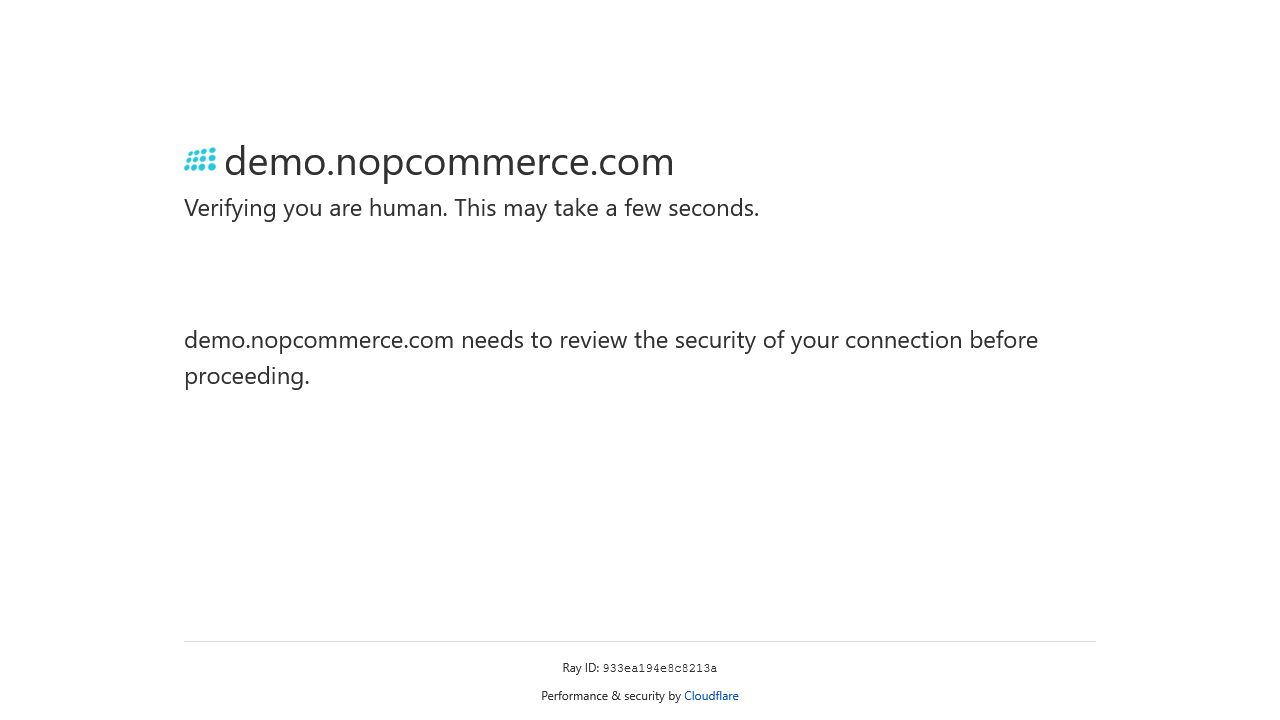 demo.nopcommerce.com
Verifying you are human. This may take a few seconds.
demo.nopcommerce.com needs to review the security of your connection before
proceeding.
Ray ID: 933ea194e8c8213a
Performance & security by Cloudflare